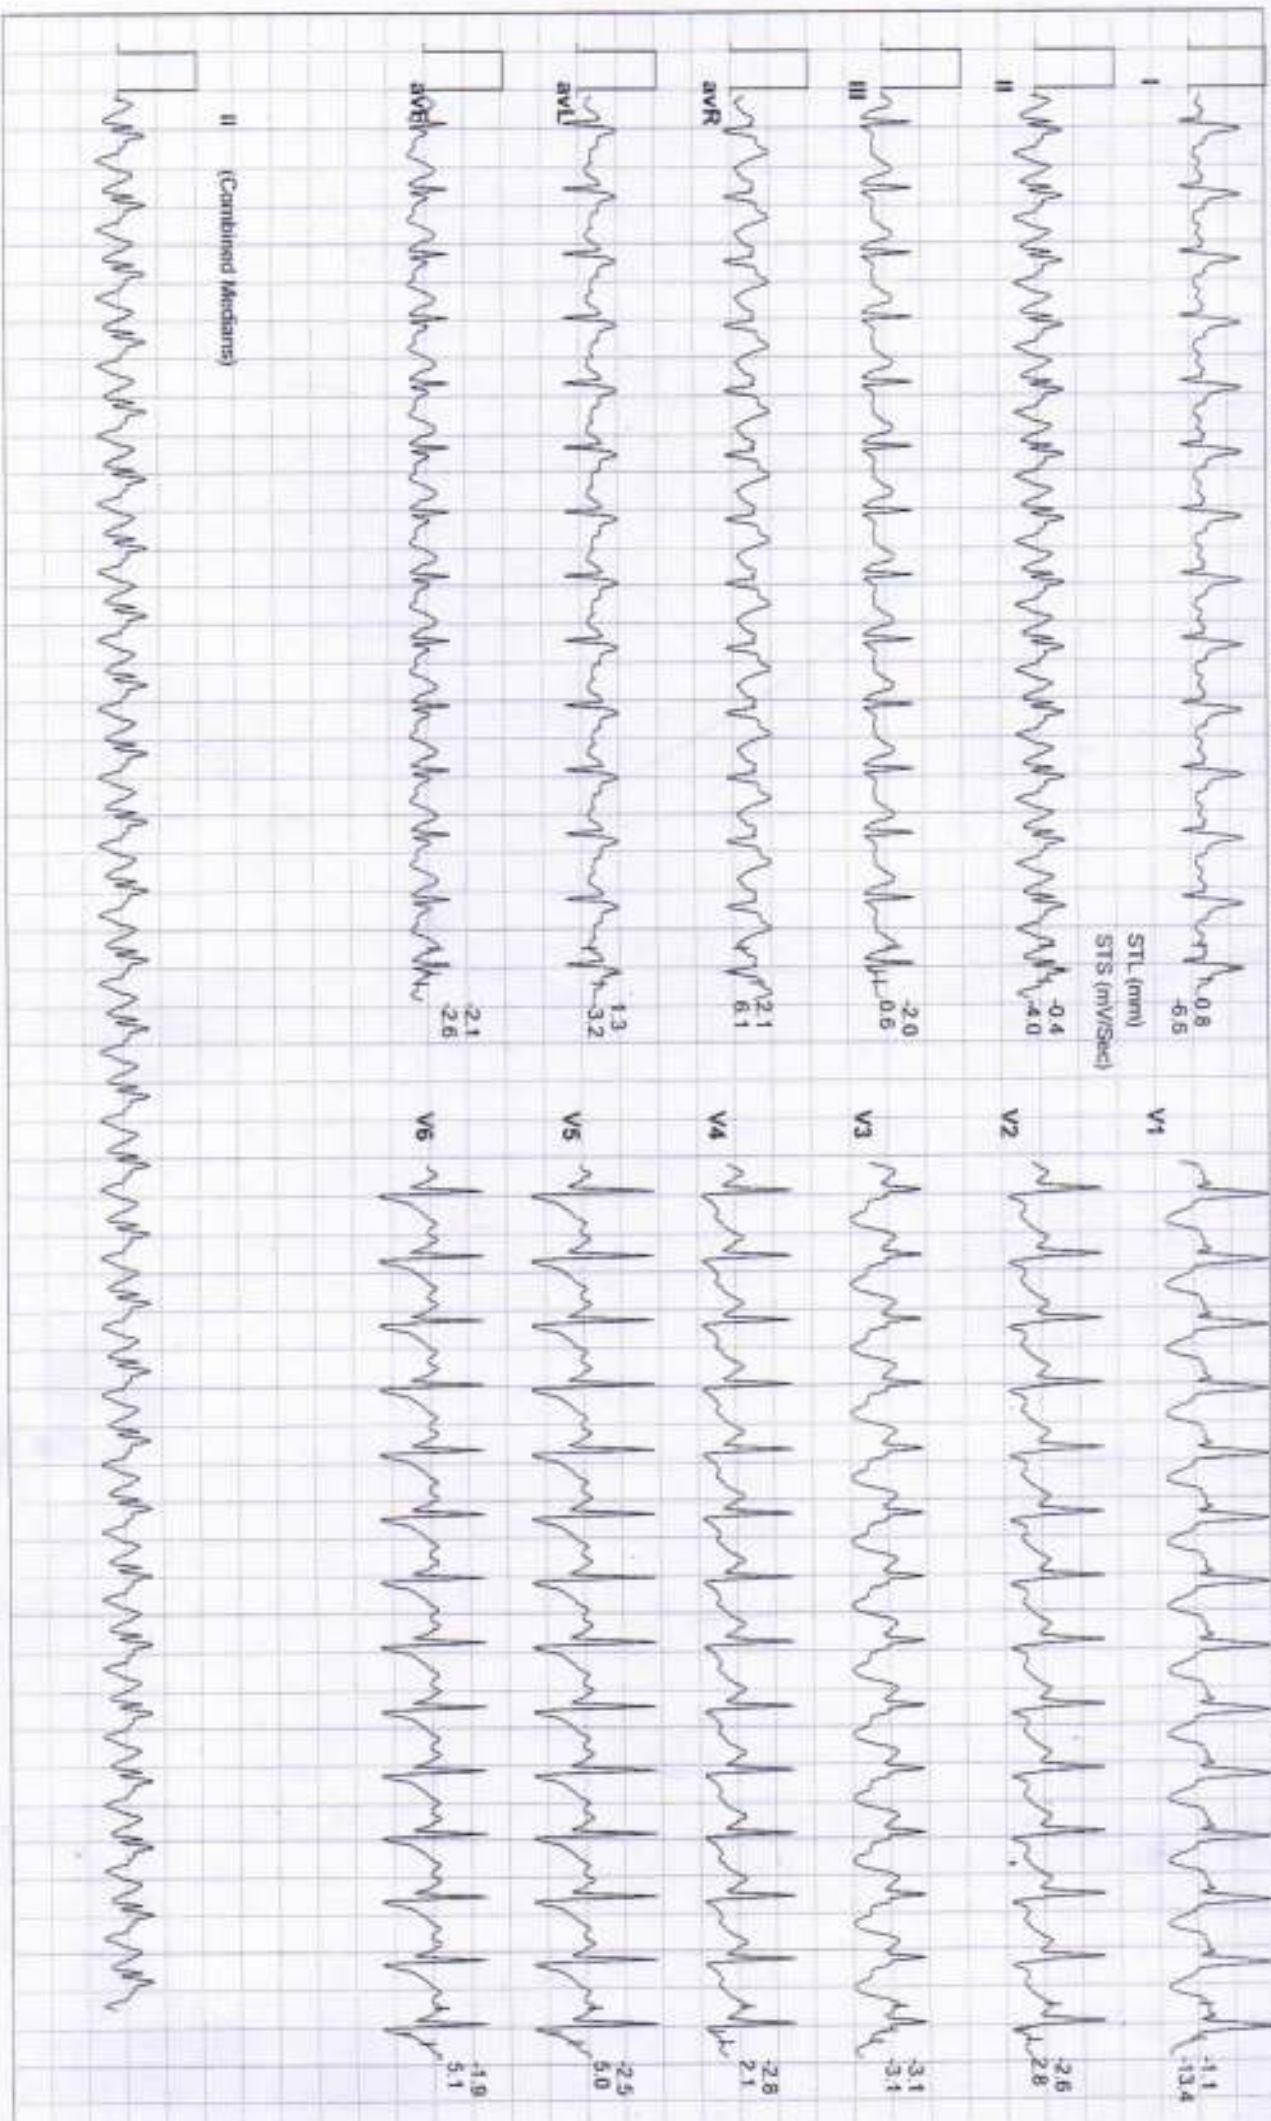 I
0.8
-6.6
STL (mm)
STS (mV/Sec)
II
-0.4
-4.0
III
-2.0
0.6
avR
2.1
6.1
avL
1.3
-3.2
avF
-2.1
-2.6
II (Combined Medians)
V1
-1.1
-13.4
V2
-2.6
2.8
V3
-3.1
-3.1
V4
-2.8
2.1
V5
-2.5
5.0
V6
-1.9
5.1